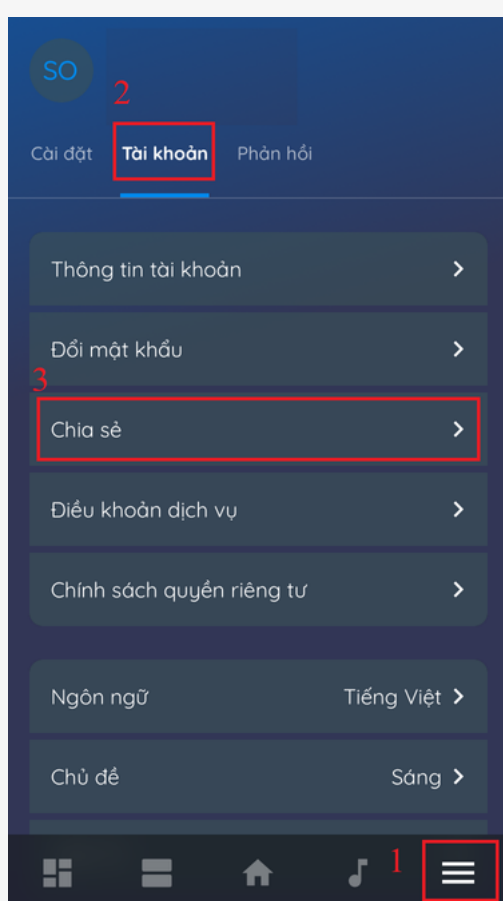 SO
2
Cài đặt Tài khoản Phản hồi
Thông tin tài khoản
Đổi mật khẩu
3
Chia sẻ
Điều khoản dịch vụ
Chính sách quyền riêng tư
Ngôn ngữ Tiếng Việt
Chủ đề Sáng
1